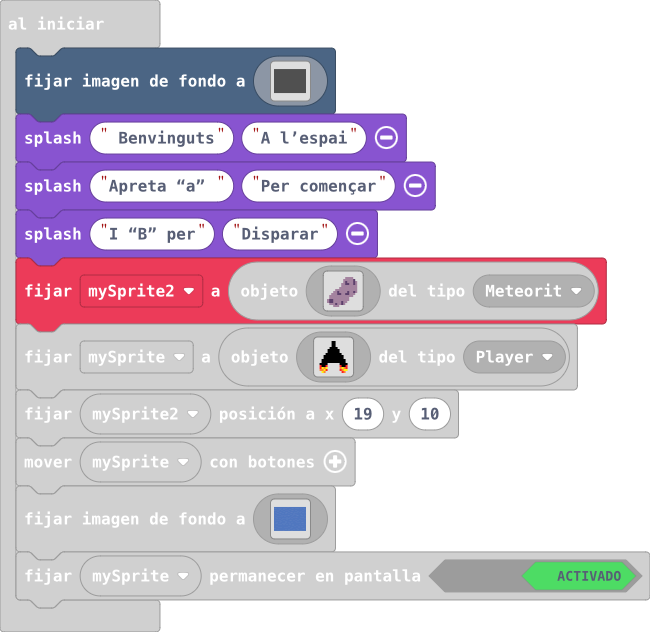 al iniciar
fijar imagen de fondo a
splash " Benvinguts" "A l’espai"
splash "Apreta “a” " "Per començar"
splash "I “B” per" "Disparar"
fijar mySprite2 a objeto del tipo Meteorit
fijar mySprite a objeto del tipo Player
fijar mySprite2 posición a x 19 y 10
mover mySprite con botones
fijar imagen de fondo a
fijar mySprite permanecer en pantalla ACTIVADO